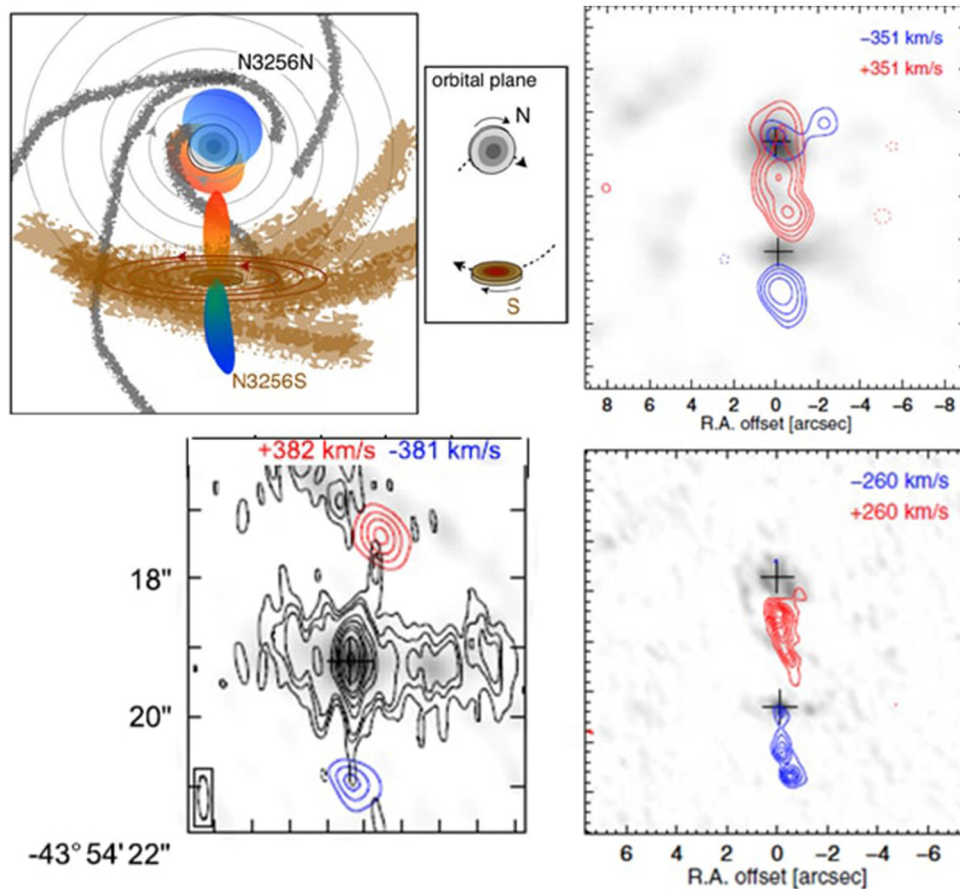 N3256N
N3256S
orbital plane
N
S
−351 km/s
+351 km/s
8 6 4 2 0 −2 −4 −6 −8
R.A. offset [arcsec]
+382 km/s -381 km/s
18"
20"
-43° 54' 22"
−260 km/s
+260 km/s
6 4 2 0 −2 −4 −6
R.A. offset [arcsec]